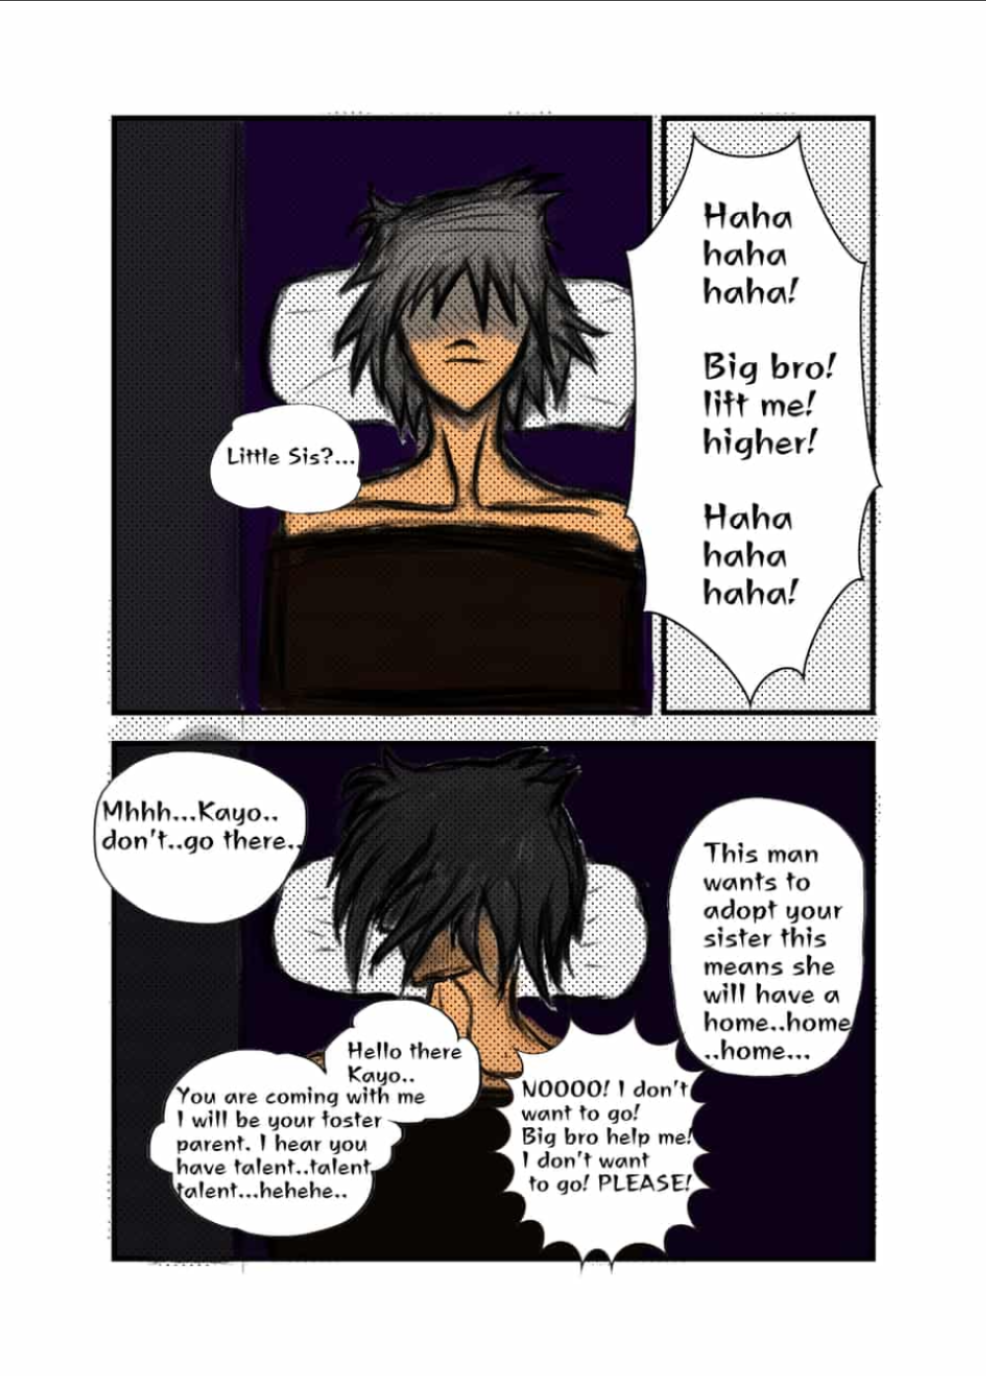 Haha
haha
haha!
Big bro!
lift me!
higher!
Haha
haha
haha!
Little Sis?...
Mhhh...Kayo..
don't..go there..
This man
wants to
adopt your
sister this
means she
will have a
home..home
..home...
Hello there
Kayo..
You are coming with me
I will be your foster
parent. I hear you
have talent..talent
talent...hehehe..
NOOOO! I don't
want to go!
Big bro help me!
I don't want
to go! PLEASE!